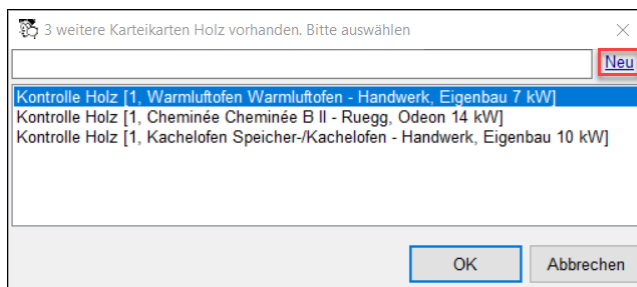 3 weitere Karteikarten Holz vorhanden. Bitte auswählen
Neu
Kontrolle Holz [1, Warmluftofen Warmluftofen - Handwerk, Eigenbau 7 kW]
Kontrolle Holz [1, Cheminée Cheminée B II - Ruegg, Odeon 14 kW]
Kontrolle Holz [1, Kachelofen Speicher-/Kachelofen - Handwerk, Eigenbau 10 kW]
OK Abbrechen